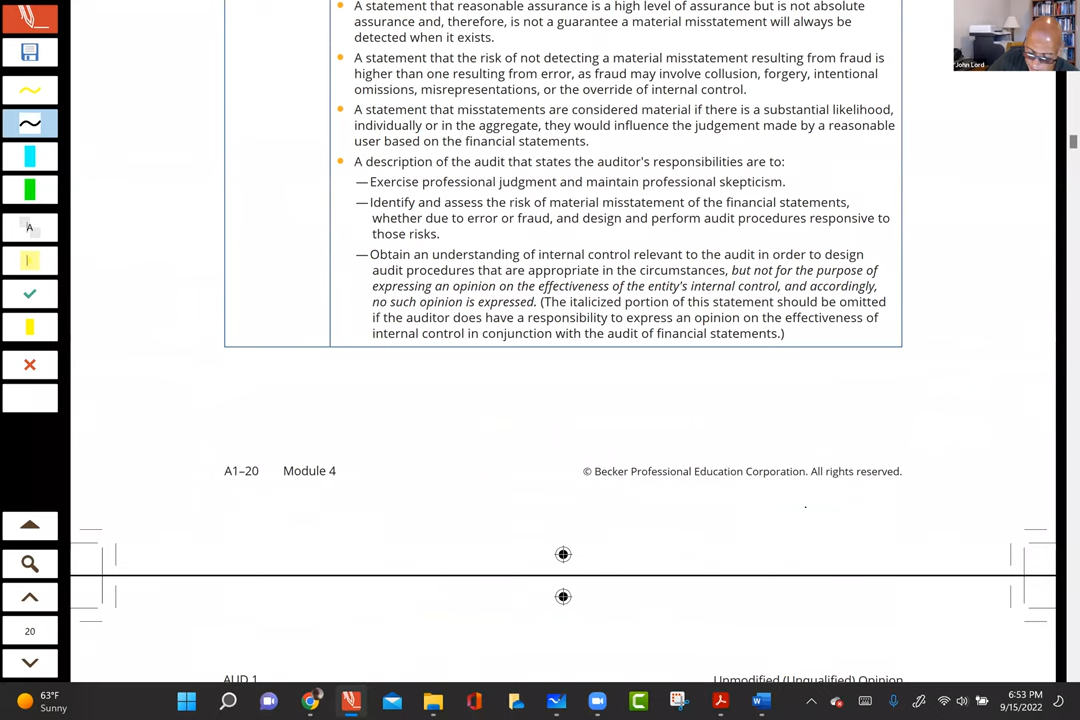 A statement that reasonable assurance is a high level of assurance but is not absolute
assurance and, therefore, is not a guarantee a material misstatement will always be
detected when it exists.
A statement that the risk of not detecting a material misstatement resulting from fraud is
higher than one resulting from error, as fraud may involve collusion, forgery, intentional
omissions, misrepresentations, or the override of internal control.
A statement that misstatements are considered material if there is a substantial likelihood,
individually or in the aggregate, they would influence the judgement made by a reasonable
user based on the financial statements.
A description of the audit that states the auditor's responsibilities are to:
—Exercise professional judgment and maintain professional skepticism.
—Identify and assess the risk of material misstatement of the financial statements,
whether due to error or fraud, and design and perform audit procedures responsive to
those risks.
—Obtain an understanding of internal control relevant to the audit in order to design
audit procedures that are appropriate in the circumstances, but not for the purpose of
expressing an opinion on the effectiveness of the entity's internal control, and accordingly,
no such opinion is expressed. (The italicized portion of this statement should be omitted
if the auditor does have a responsibility to express an opinion on the effectiveness of
internal control in conjunction with the audit of financial statements.)
A1–20 Module 4
© Becker Professional Education Corporation. All rights reserved.
AUD 1
Unmodified (Unqualified) Opinion
John Lord
A
20
63°F
Sunny
6:53 PM
9/15/2022